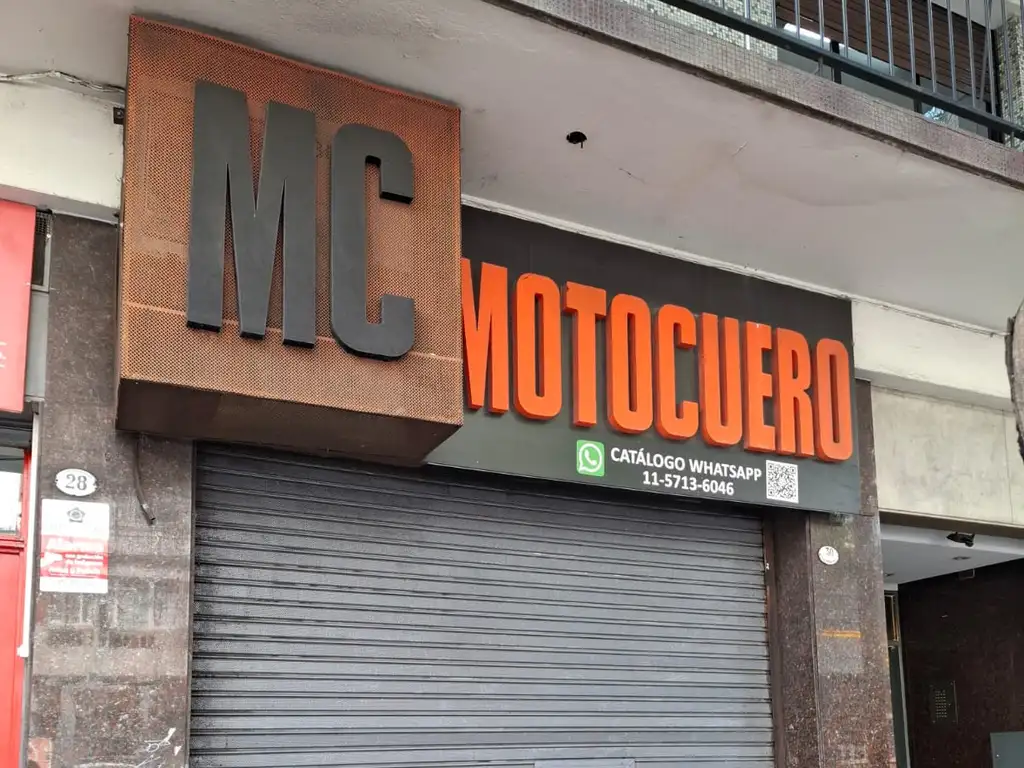 MC
MOTOCUERO
CATÁLOGO WHATSAPP
11-5713-6046
28